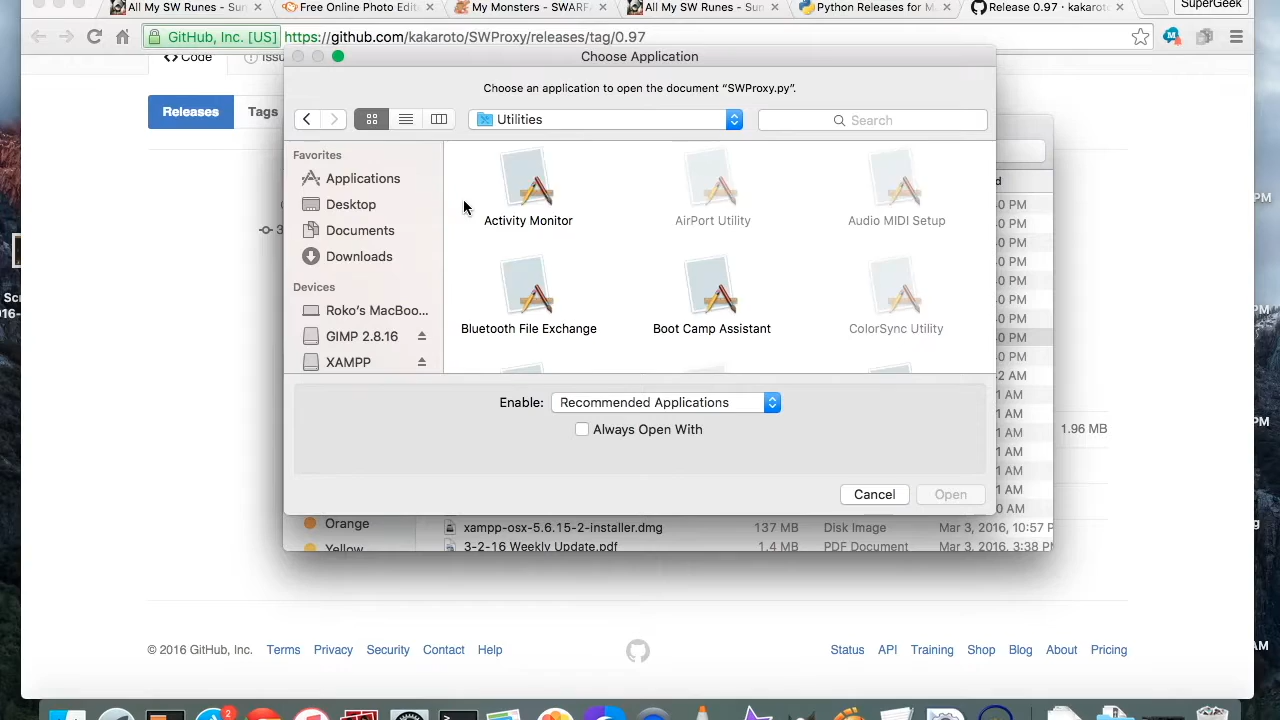 All My SW Runes - Sun
Free Online Photo Edit
My Monsters - SWARF
All My SW Runes - Sun
Python Releases for M
Release 0.97 · kakarot
SuperGeek
GitHub, Inc. [US]
https://github.com/kakaroto/SWProxy/releases/tag/0.97
Code
Issu
Choose Application
Choose an application to open the document “SWProxy.py”.
Releases
Tags
Utilities
Search
Favorites
Applications
Desktop
Documents
Downloads
Devices
Roko’s MacBoo...
GIMP 2.8.16
XAMPP
Activity Monitor
AirPort Utility
Audio MIDI Setup
Bluetooth File Exchange
Boot Camp Assistant
ColorSync Utility
Enable:
Recommended Applications
Always Open With
Cancel
Open
1.96 MB
Orange
Yellow
xampp-osx-5.6.15-2-installer.dmg
137 MB
Disk Image
Mar 3, 2016, 10:57 P
3-2-16 Weekly Update.pdf
1.4 MB
PDF Document
Mar 3, 2016, 3:38 P
© 2016 GitHub, Inc.
Terms
Privacy
Security
Contact
Help
Status
API
Training
Shop
Blog
About
Pricing
2